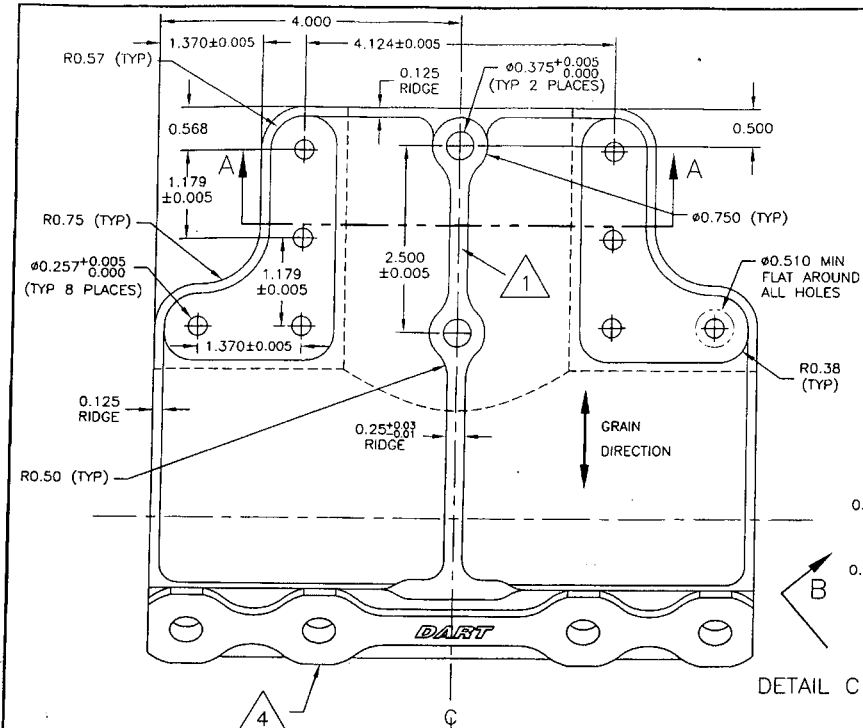 4.000
1.370±0.005
4.124±0.005
R0.57 (TYP)
0.125
RIDGE
ø0.375+0.005
0.000
(TYP 2 PLACES)
0.568
0.500
A
A
1.179
±0.005
R0.75 (TYP)
ø0.750 (TYP)
2.500
±0.005
1
ø0.257+0.005
0.000
(TYP 8 PLACES)
1.179
±0.005
ø0.510 MIN
FLAT AROUND
ALL HOLES
1.370±0.005
R0.38
(TYP)
0.125
RIDGE
0.25+0.03
-0.01
RIDGE
GRAIN
DIRECTION
R0.50 (TYP)
0.
0.
B
DART
DETAIL C
4
℄